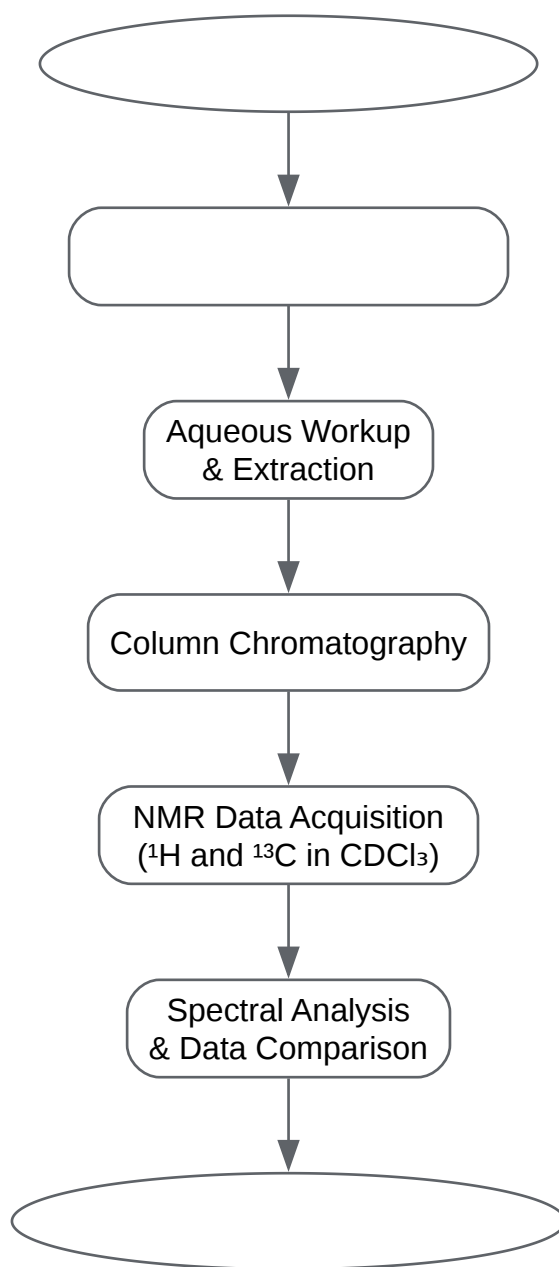 Aqueous Workup
& Extraction
Column Chromatography
NMR Data Acquisition
(¹H and ¹³C in CDCl₃)
Spectral Analysis
& Data Comparison